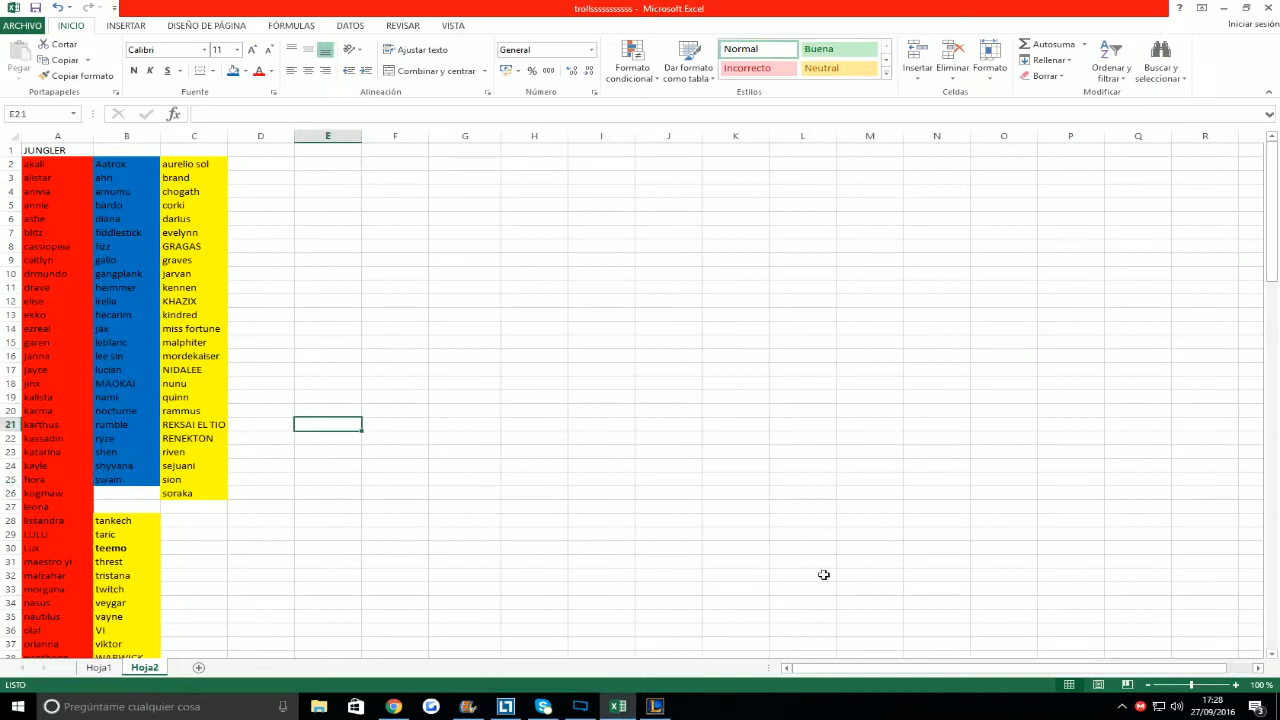 trollsssssssssss - Microsoft Excel
ARCHIVO INICIO INSERTAR DISEÑO DE PÁGINA FÓRMULAS DATOS REVISAR VISTA Iniciar sesión
Pegar Cortar Copiar Copiar formato
Calibri 11 N K S
Ajustar texto Combinar y centrar
General % 000
Formato condicional Dar formato como tabla
Normal Buena Incorrecto Neutral
Insertar Eliminar Formato
Autosuma Rellenar Borrar
Ordenar y filtrar Buscar y seleccionar
Portapapeles Fuente Alineación Número Estilos Celdas Modificar
E21 fx
A B C D E F G H I J K L M N O P Q R
1 JUNGLER
2 akali Aatrox aurelio sol
3 alistar ahri brand
4 anivia amumu chogath
5 annie bardo corki
6 ashe diana darius
7 blitz fiddlestick evelynn
8 cassiopeia fizz GRAGAS
9 caitlyn galio graves
10 drmundo gangplank jarvan
11 drave heimmer kennen
12 elise irelia KHAZIX
13 ekko hecarim kindred
14 ezreal jax miss fortune
15 garen leblanc malphiter
16 janna lee sin mordekaiser
17 jayce lucian NIDALEE
18 jinx MAOKAI nunu
19 kalista nami quinn
20 karma nocturne rammus
21 karthus rumble REKSAI EL TIO
22 kassadin ryze RENEKTON
23 katarina shen riven
24 kayle shyvana sejuani
25 fiora swain sion
26 kogmaw soraka
27 leona
28 lissandra tankech
29 LULU taric
30 Lux teemo
31 maestro yi threst
32 malzahar tristana
33 morgana twitch
34 nasus veygar
35 nautilus vayne
36 olaf VI
37 orianna viktor
38 pantheon WARWICK
Hoja1 Hoja2
LISTO 100 %
Pregúntame cualquier cosa
17:28
27/09/2016